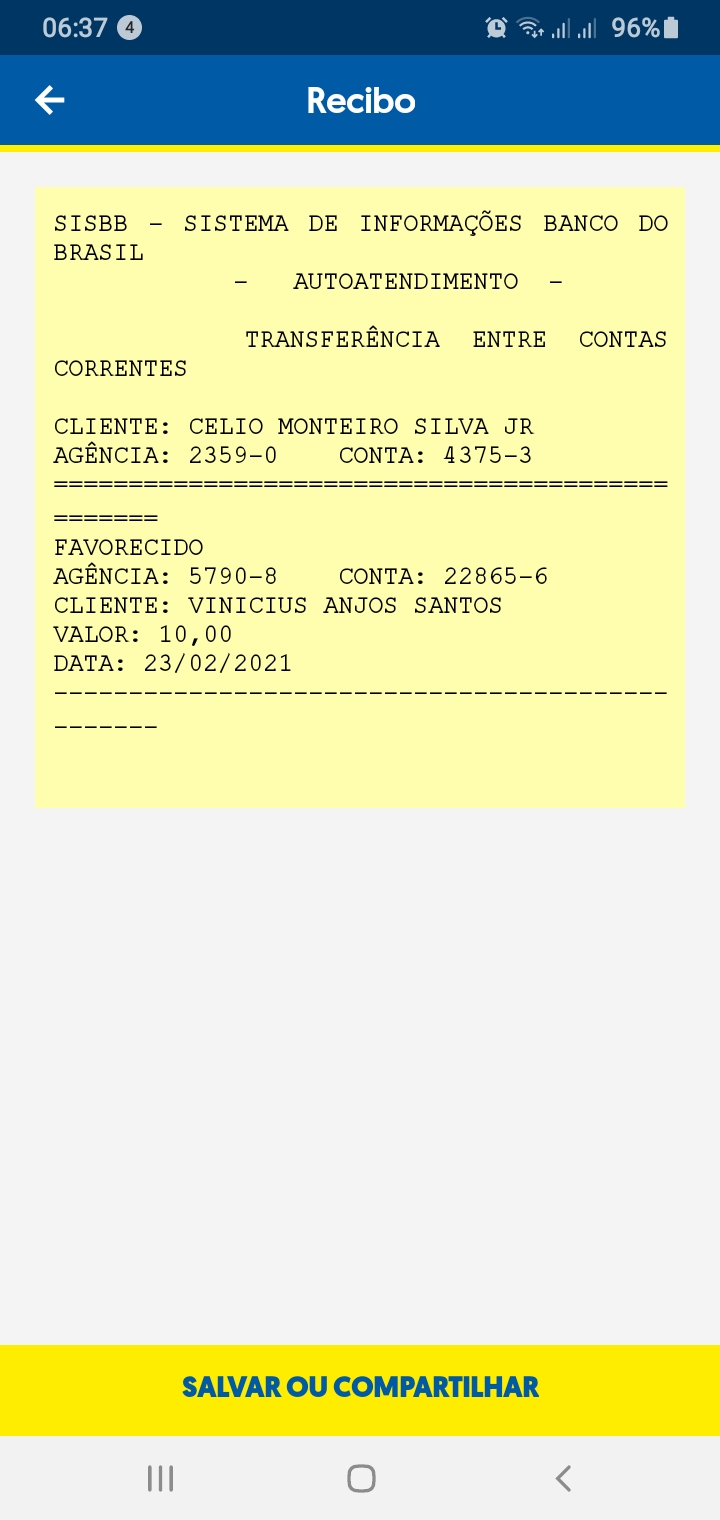 06:37 4 96%
Recibo
SISBB - SISTEMA DE INFORMAÇÕES BANCO DO
BRASIL
- AUTOATENDIMENTO -
TRANSFERÊNCIA ENTRE CONTAS
CORRENTES
CLIENTE: CELIO MONTEIRO SILVA JR
AGÊNCIA: 2359-0 CONTA: 4375-3
=========================================
=======
FAVORECIDO
AGÊNCIA: 5790-8 CONTA: 22865-6
CLIENTE: VINICIUS ANJOS SANTOS
VALOR: 10,00
DATA: 23/02/2021
-----------------------------------------
-------
SALVAR OU COMPARTILHAR